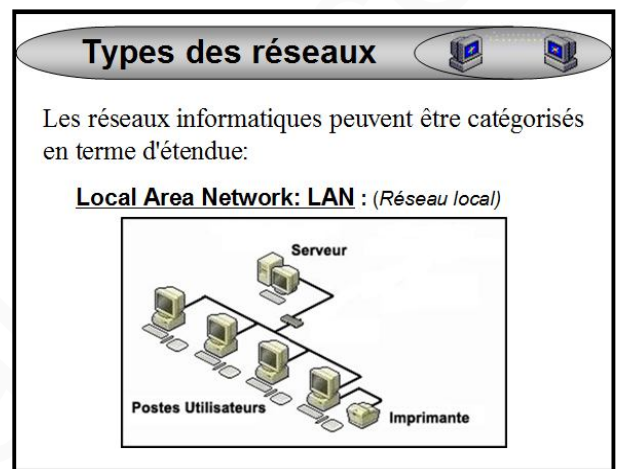 Types des réseaux
Les réseaux informatiques peuvent être catégorisés
en terme d'étendue:
Local Area Network: LAN : (Réseau local)
Serveur
Postes Utilisateurs
Imprimante